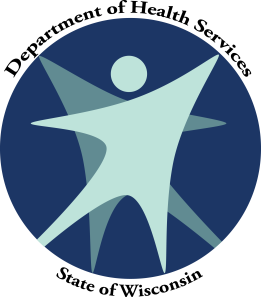 Department of Health Services
State of Wisconsin